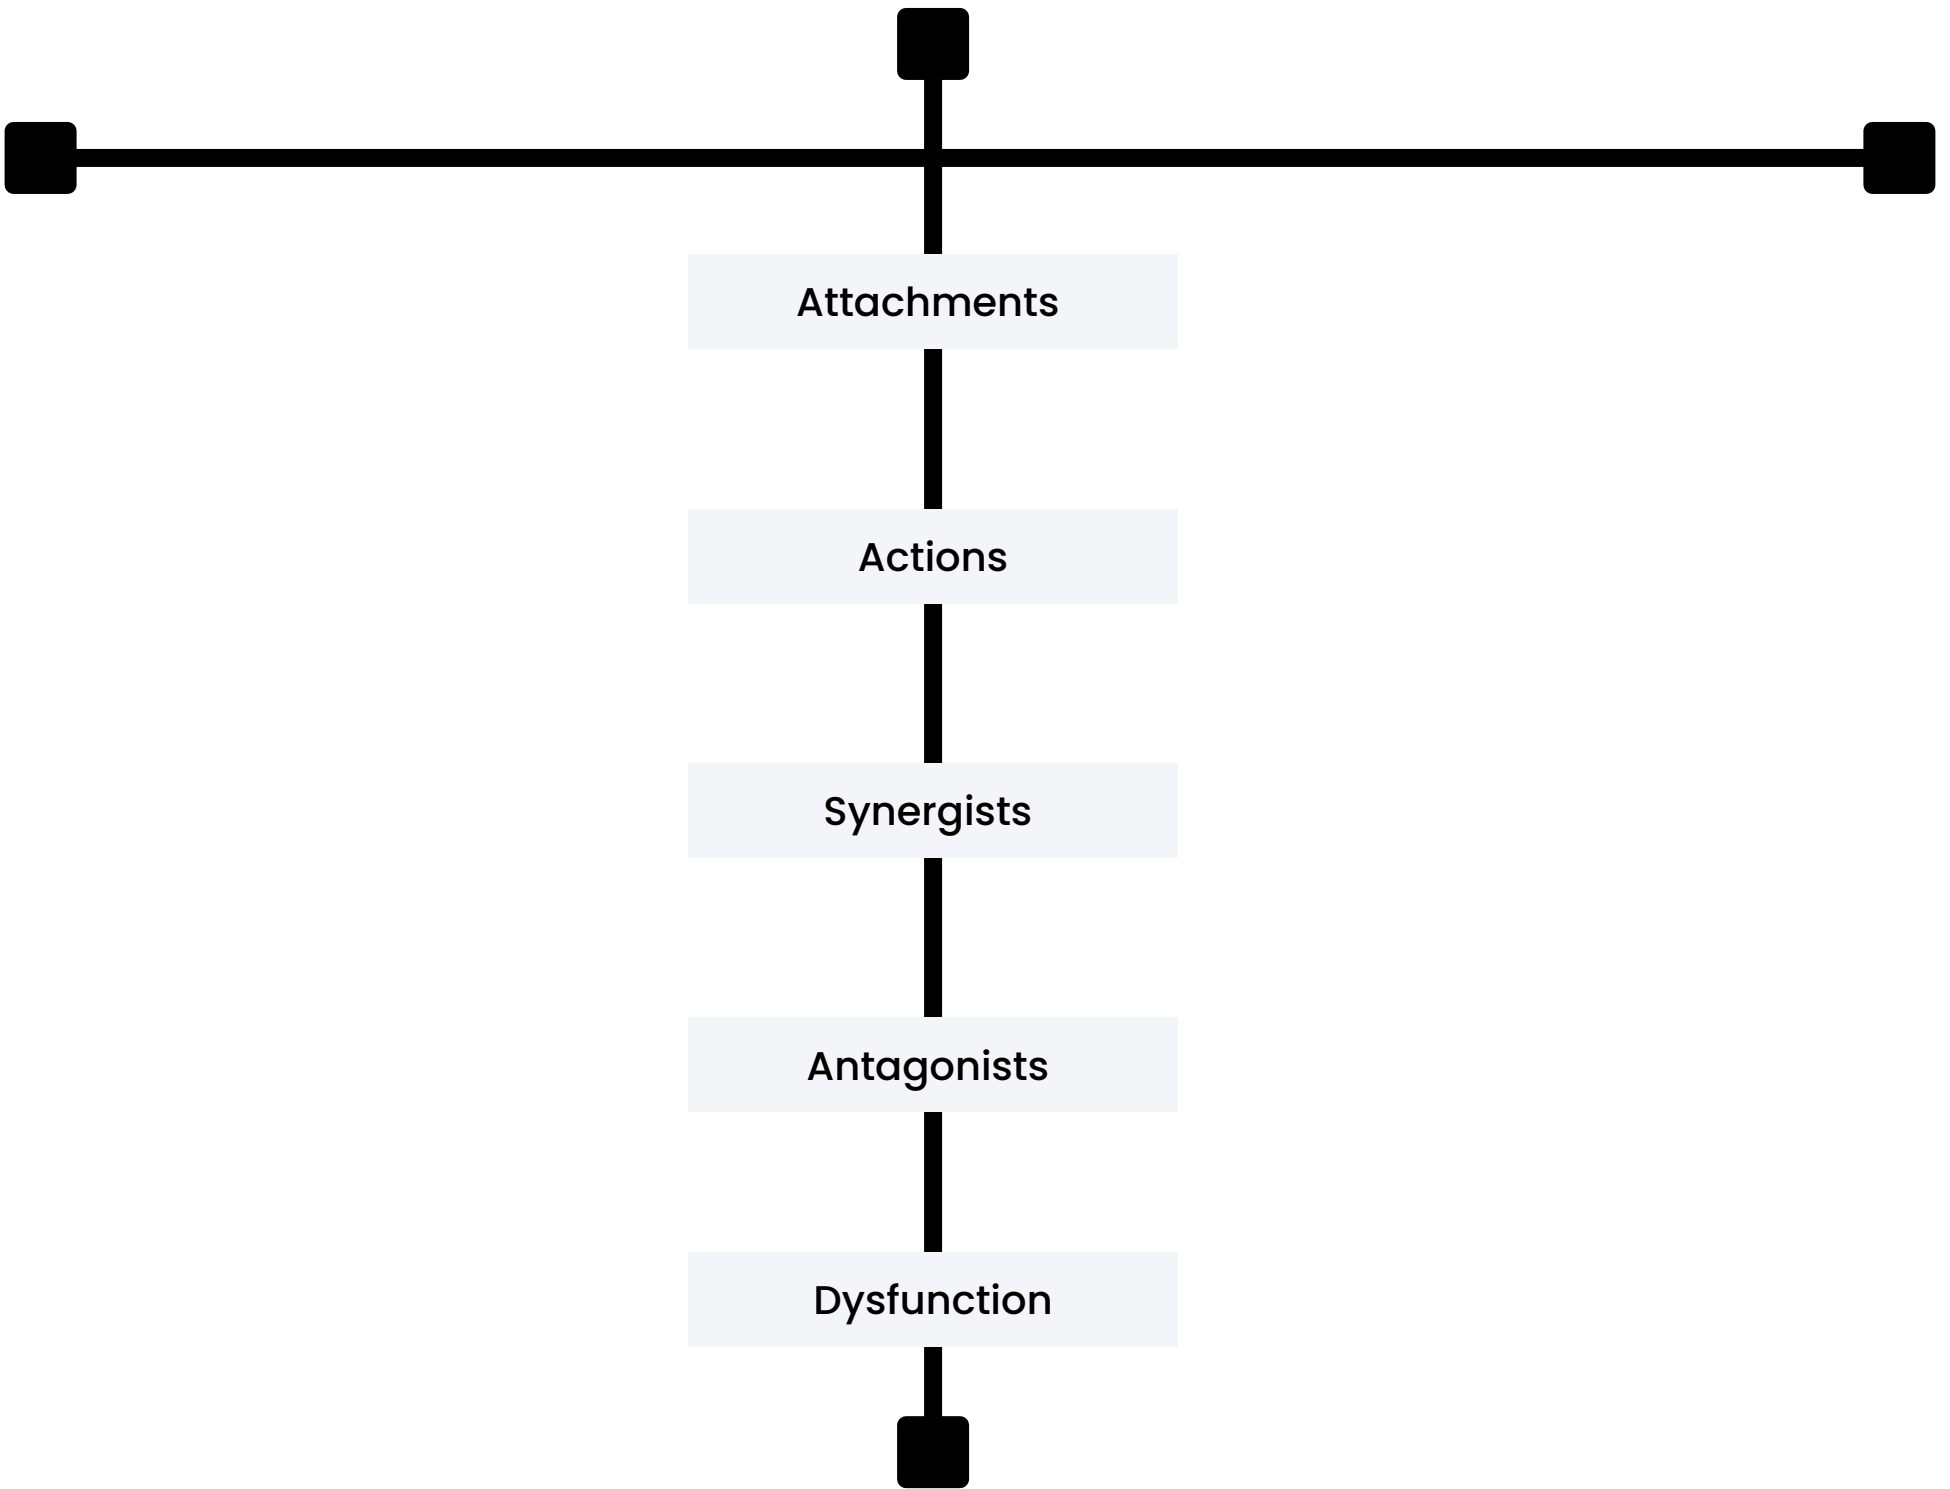 Attachments
Actions
Synergists
Antagonists
Dysfunction